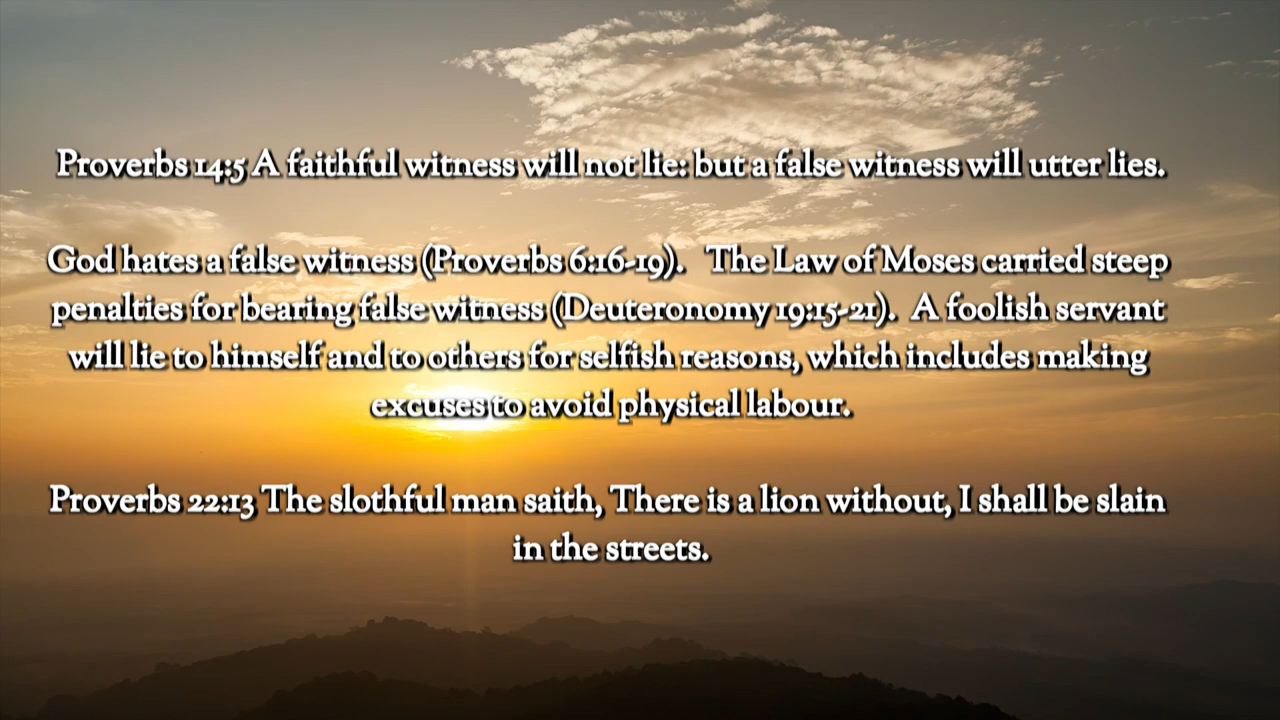 Proverbs 14:5 A faithful witness will not lie: but a false witness will utter lies.
God hates a false witness (Proverbs 6:16-19).   The Law of Moses carried steep
penalties for bearing false witness (Deuteronomy 19:15-21).  A foolish servant
will lie to himself and to others for selfish reasons, which includes making
excuses to avoid physical labour.
Proverbs 22:13 The slothful man saith, There is a lion without, I shall be slain
in the streets.